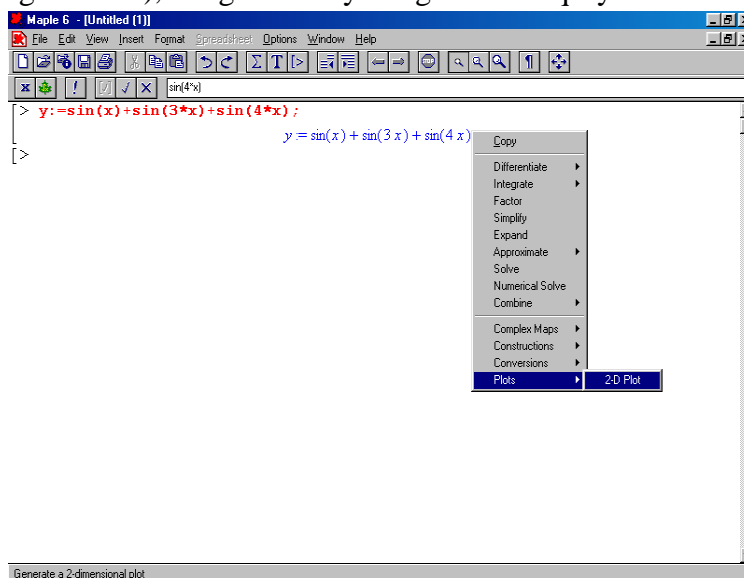 Maple 6 - [Untitled (1)]
File Edit View Insert Format Spreadsheet Options Window Help
Σ T [> STOP ¶
x ! √ X sin(4*x)
[> y:=sin(x)+sin(3*x)+sin(4*x);
y := sin(x) + sin(3 x) + sin(4 x)
[>
Copy
Differentiate
Integrate
Factor
Simplify
Expand
Approximate
Solve
Numerical Solve
Combine
Complex Maps
Constructions
Conversions
Plots
2-D Plot
Generate a 2-dimensional plot